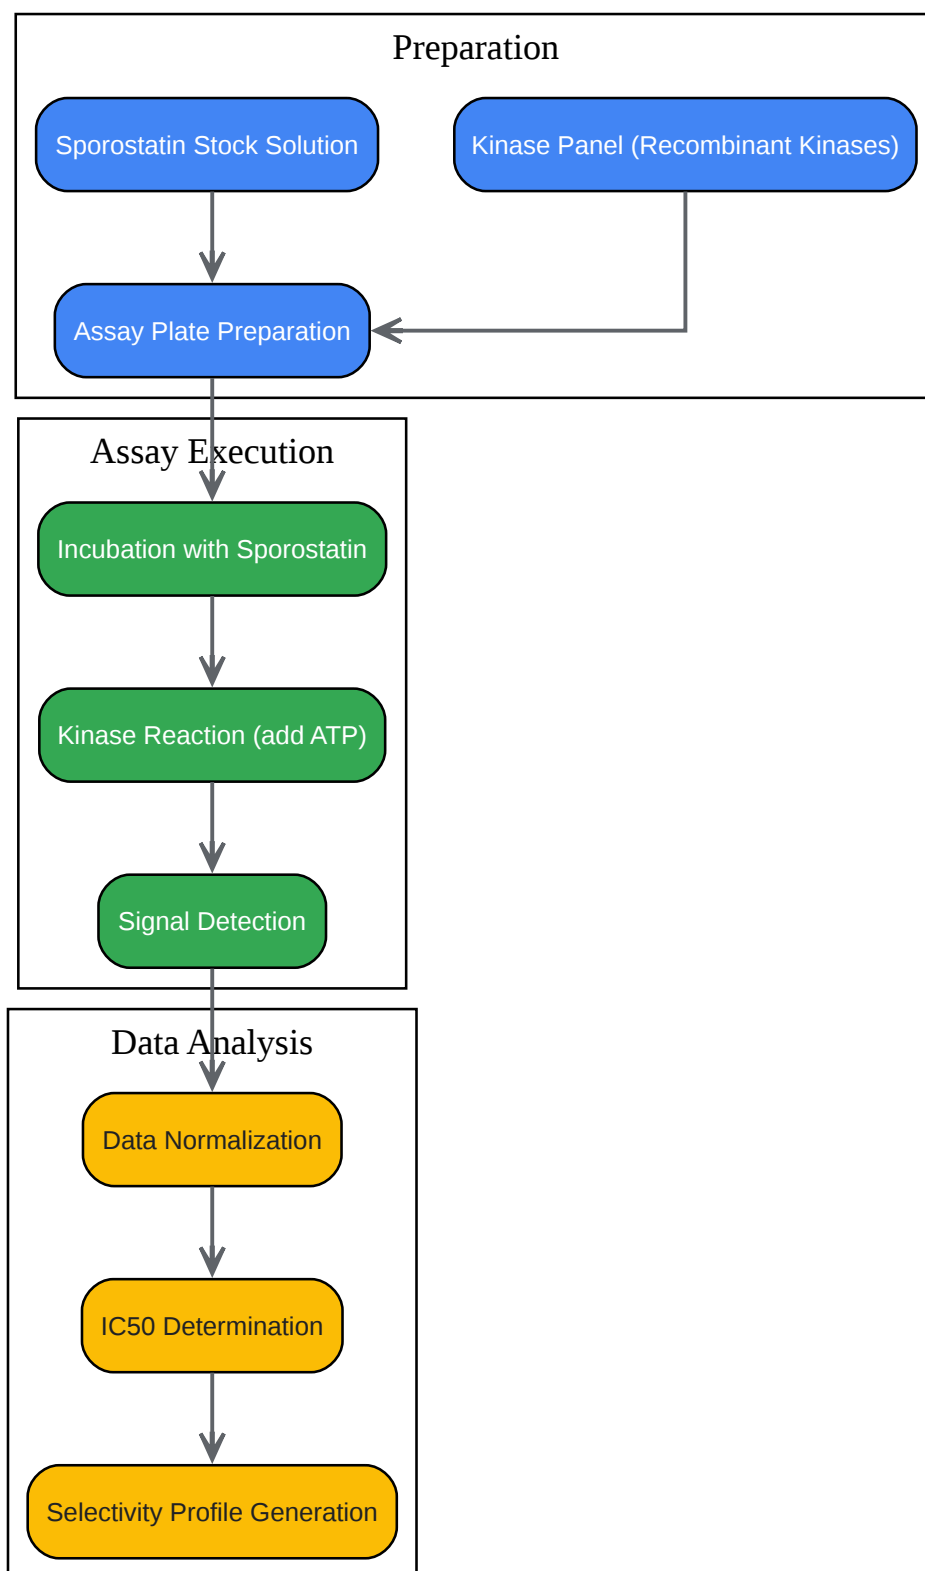 Preparation
Sporostatin Stock Solution
Kinase Panel (Recombinant Kinases)
Assay Plate Preparation
Assay Execution
Incubation with Sporostatin
Kinase Reaction (add ATP)
Signal Detection
Data Analysis
Data Normalization
IC50 Determination
Selectivity Profile Generation